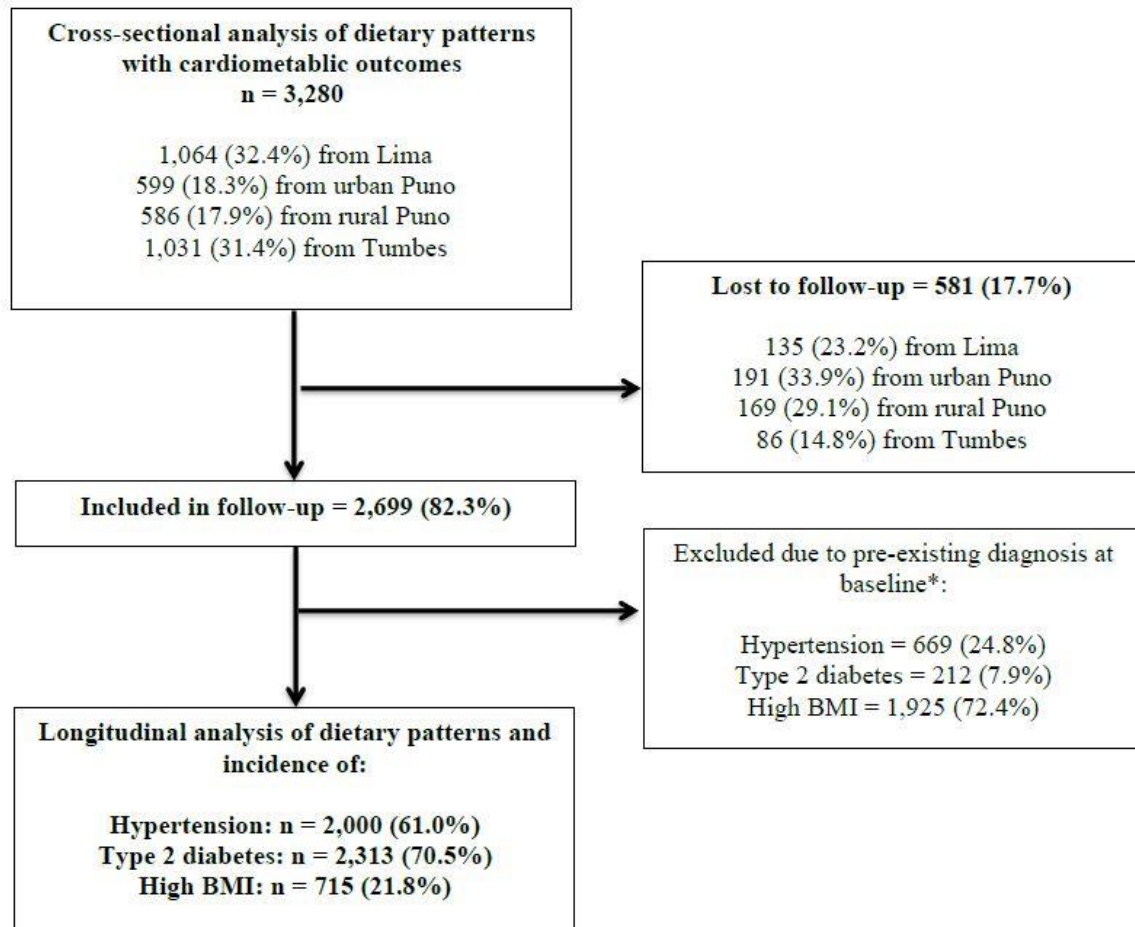 Cross-sectional analysis of dietary patterns
with cardiometablic outcomes
n = 3,280
1,064 (32.4%) from Lima
599 (18.3%) from urban Puno
586 (17.9%) from rural Puno
1,031 (31.4%) from Tumbes
Lost to follow-up = 581 (17.7%)
135 (23.2%) from Lima
191 (33.9%) from urban Puno
169 (29.1%) from rural Puno
86 (14.8%) from Tumbes
Included in follow-up = 2,699 (82.3%)
Excluded due to pre-existing diagnosis at
baseline*:
Hypertension = 669 (24.8%)
Type 2 diabetes = 212 (7.9%)
High BMI = 1,925 (72.4%)
Longitudinal analysis of dietary patterns and
incidence of:
Hypertension: n = 2,000 (61.0%)
Type 2 diabetes: n = 2,313 (70.5%)
High BMI: n = 715 (21.8%)